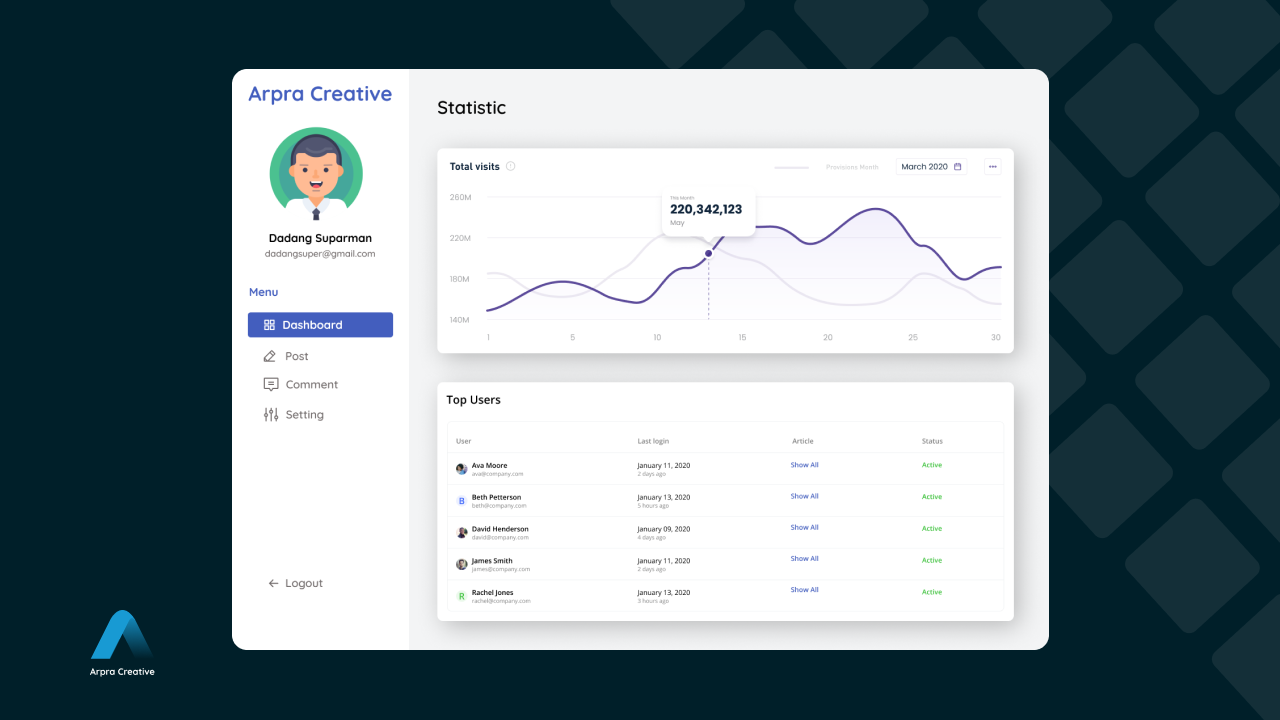 Arpra Creative
Dadang Suparman
dadangsuper@gmail.com
Menu
Dashboard
Post
Comment
Setting
Logout
Statistic
Total visits
Provisions Month
March 2020
260M
220M
180M
140M
This Month
220,342,123
May
1 5 10 15 20 25 30
Top Users
User Last login Article Status
Ava Moore January 11, 2020 Show All Active
ava@company.com 2 days ago
Beth Petterson January 13, 2020 Show All Active
B
beth@company.com 5 hours ago
David Henderson January 09, 2020 Show All Active
david@company.com 4 days ago
James Smith January 11, 2020 Show All Active
james@company.com 2 days ago
Rachel Jones January 13, 2020 Show All Active
R
rachel@company.com 3 hours ago
Arpra Creative